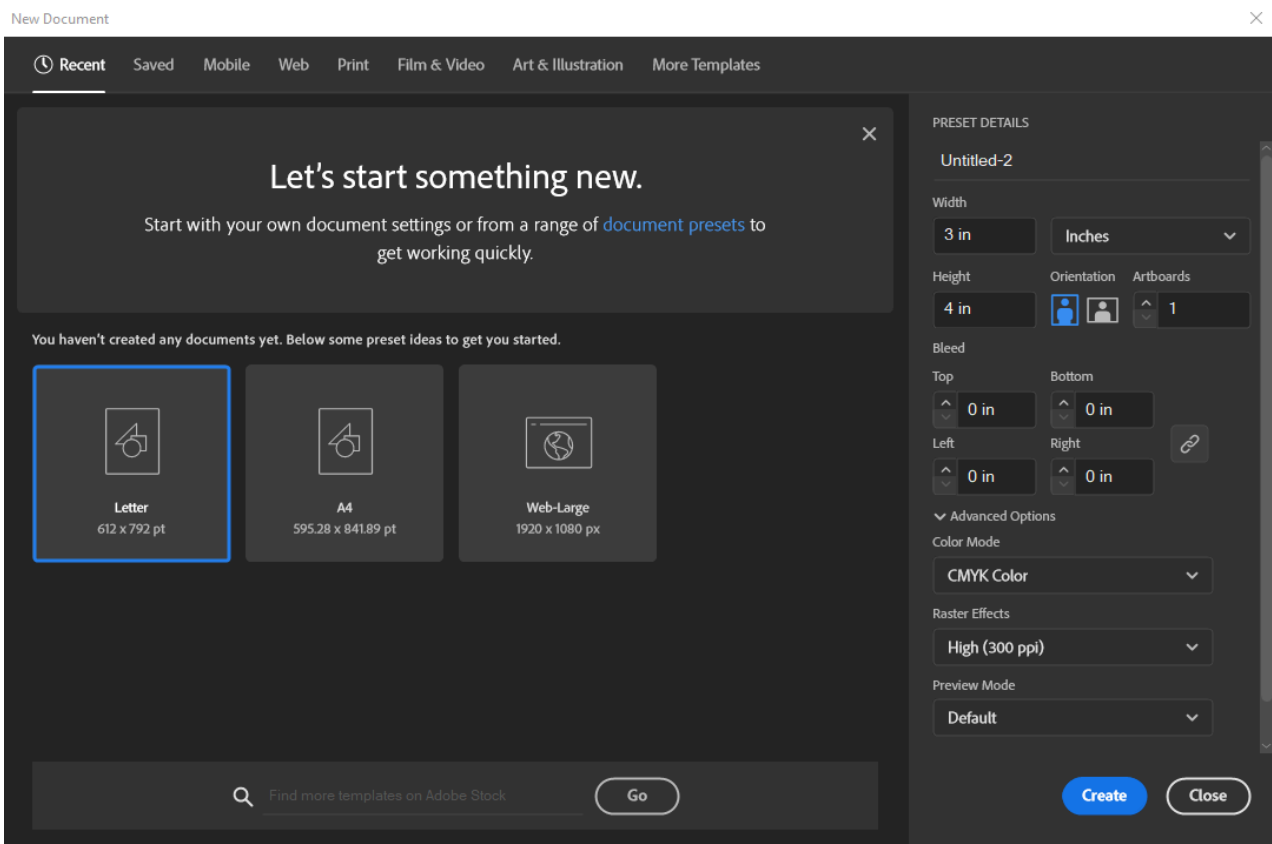 New Document
Recent Saved Mobile Web Print Film & Video Art & Illustration More Templates
Let's start something new.
Start with your own document settings or from a range of document presets to
get working quickly.
You haven't created any documents yet. Below some preset ideas to get you started.
Letter
612 x 792 pt
A4
595.28 x 841.89 pt
Web-Large
1920 x 1080 px
Find more templates on Adobe Stock
Go
PRESET DETAILS
Untitled-2
Width
3 in Inches
Height Orientation Artboards
4 in 1
Bleed
Top Bottom
0 in 0 in
Left Right
0 in 0 in
Advanced Options
Color Mode
CMYK Color
Raster Effects
High (300 ppi)
Preview Mode
Default
Create Close